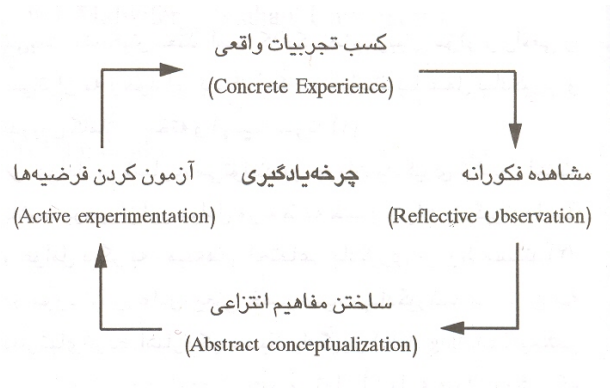 کسب تجربیات واقعی
(Concrete Experience)
مشاهده فکورانه
(Reflective Observation)
چرخه‌یادگیری
آزمون کردن فرضیه‌ها
(Active experimentation)
ساختن مفاهیم انتزاعی
(Abstract conceptualization)